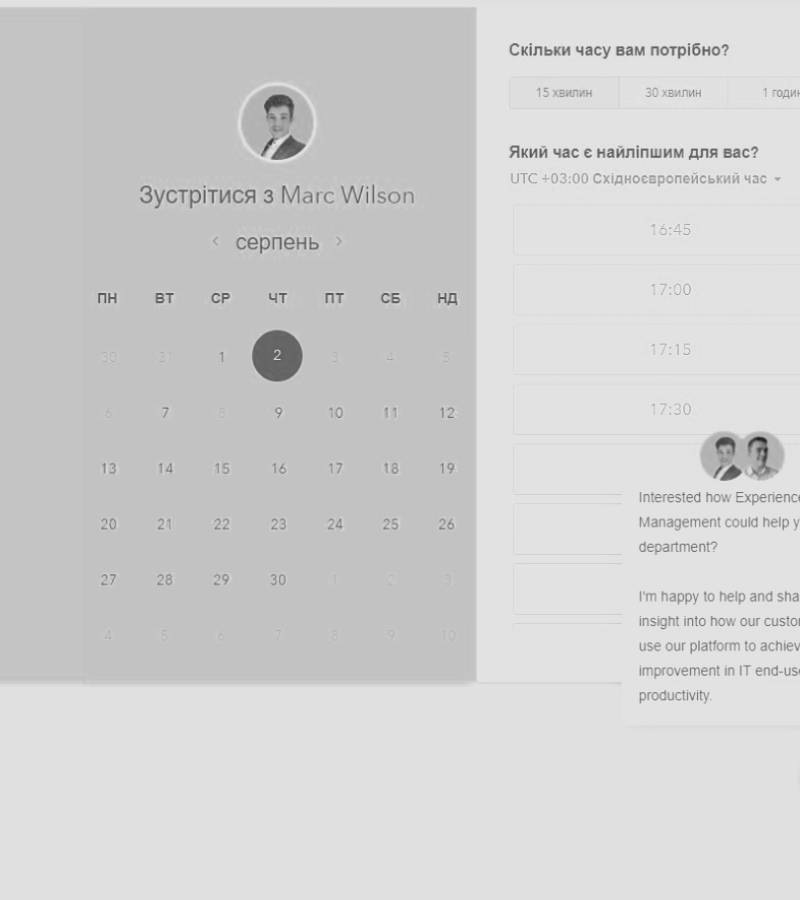 Зустрітися з Marc Wilson
серпень
ПН ВТ СР ЧТ ПТ СБ НД
30 31 1 2 3 4 5
6 7 8 9 10 11 12
13 14 15 16 17 18 19
20 21 22 23 24 25 26
27 28 29 30 1 2 3
4 5 6 7 8 9 10
Скільки часу вам потрібно?
15 хвилин 30 хвилин 1 годин
Який час є найліпшим для вас?
UTC +03:00 Східноєвропейський час
16:45
17:00
17:15
17:30
Interested how Experience
Management could help y
department?
I'm happy to help and sha
insight into how our custo
use our platform to achiev
improvement in IT end-use
productivity.